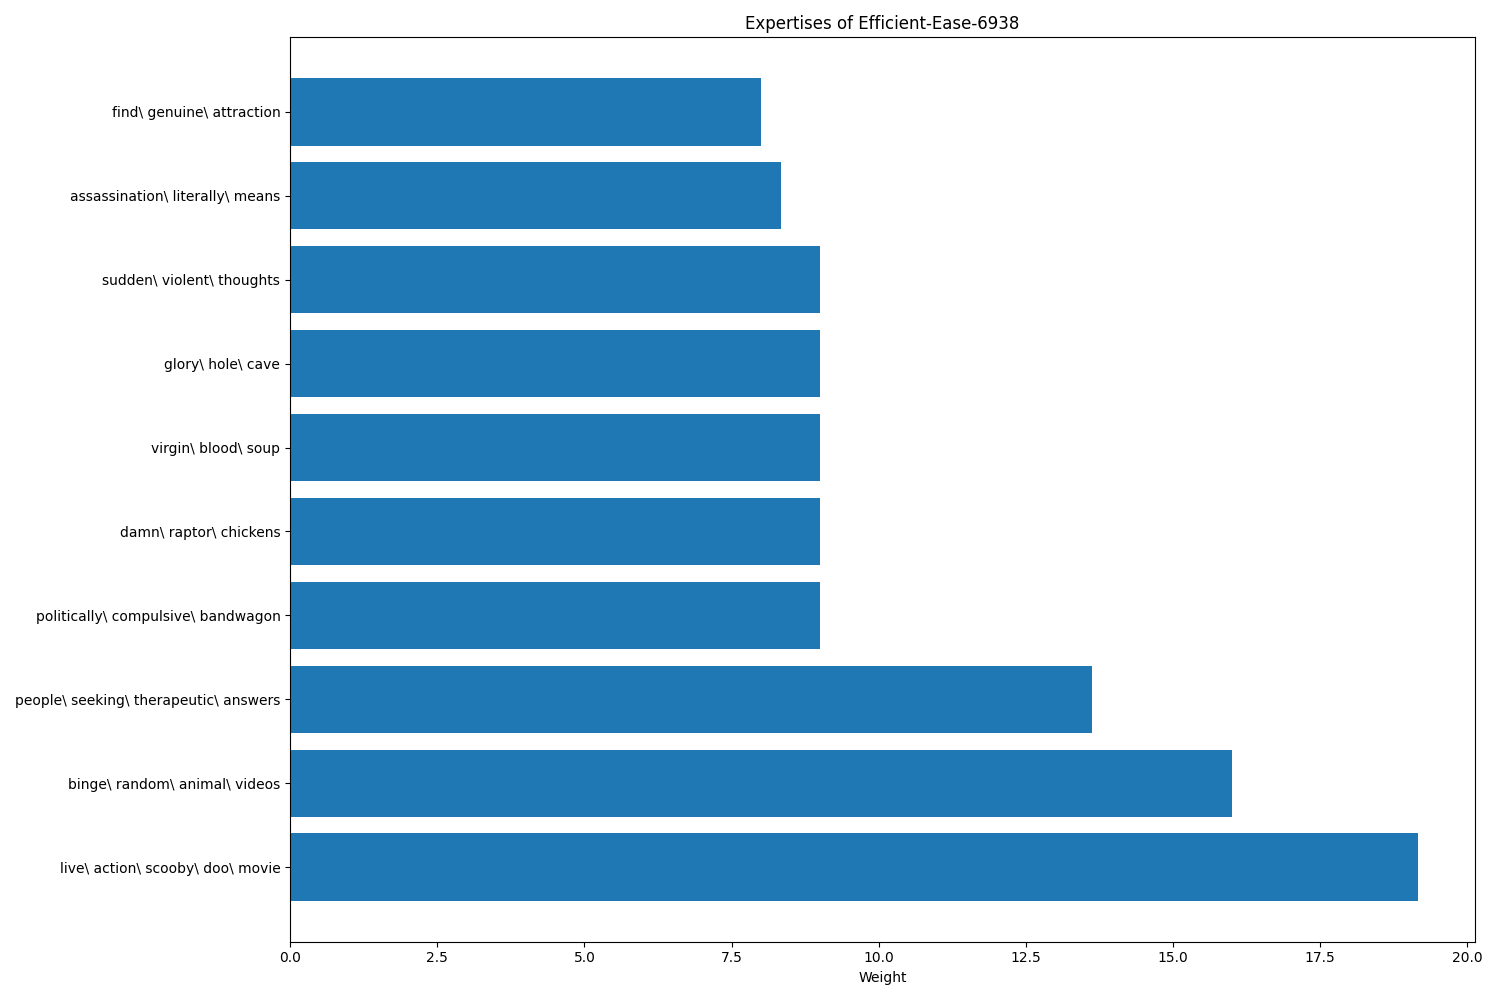 Expertises of Efficient-Ease-6938
find\ genuine\ attraction
assassination\ literally\ means
sudden\ violent\ thoughts
glory\ hole\ cave
virgin\ blood\ soup
damn\ raptor\ chickens
politically\ compulsive\ bandwagon
people\ seeking\ therapeutic\ answers
binge\ random\ animal\ videos
live\ action\ scooby\ doo\ movie
0.0 2.5 5.0 7.5 10.0 12.5 15.0 17.5 20.0
Weight